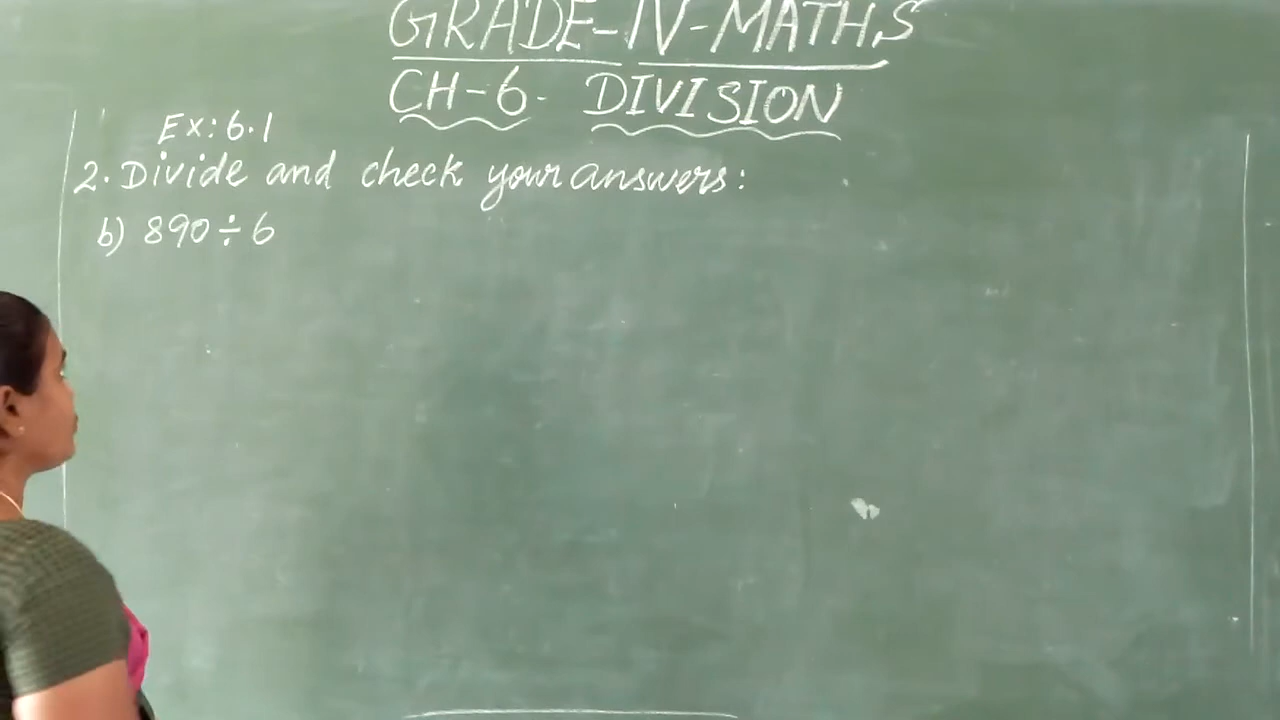 GRADE-IV-MATHS
CH-6. DIVISION
Ex: 6.1
2. Divide and check your answers:
b) 890 ÷ 6